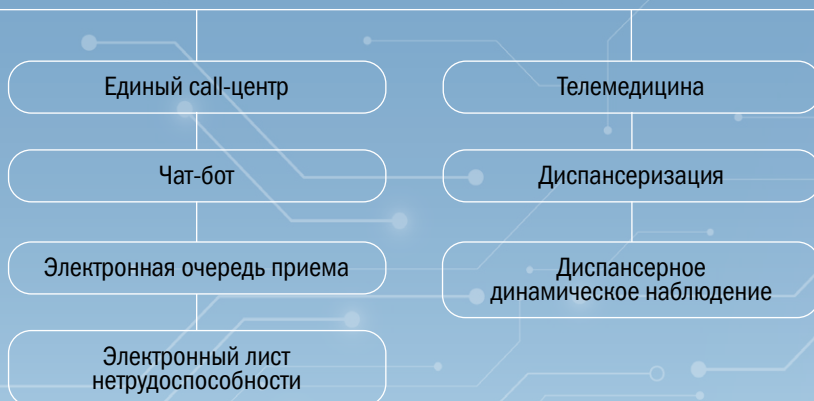 Единый call-центр
Чат-бот
Электронная очередь приема
Электронный лист
нетрудоспособности
Телемедицина
Диспансеризация
Диспансерное
динамическое наблюдение